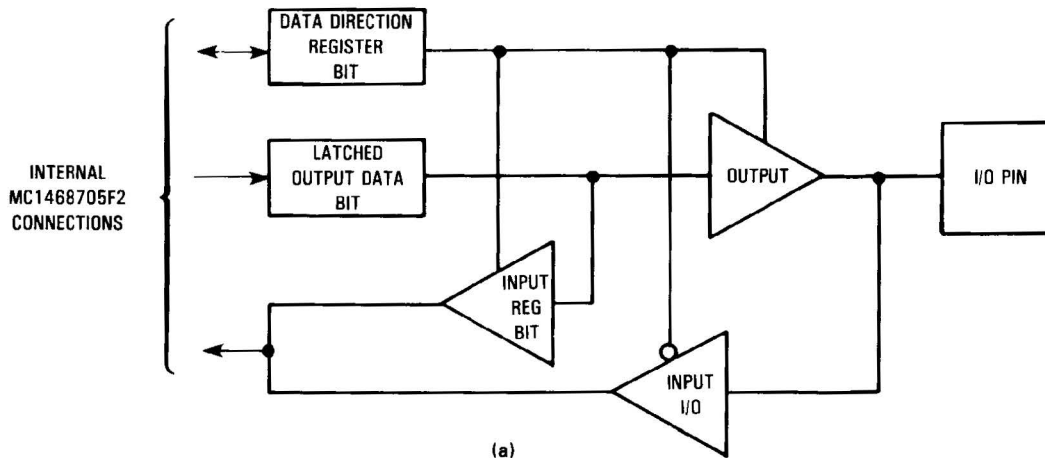 DATA DIRECTION
REGISTER
BIT
INTERNAL
MC1468705F2
CONNECTIONS
LATCHED
OUTPUT DATA
BIT
OUTPUT
I/O PIN
INPUT
REG
BIT
INPUT
I/O
(a)